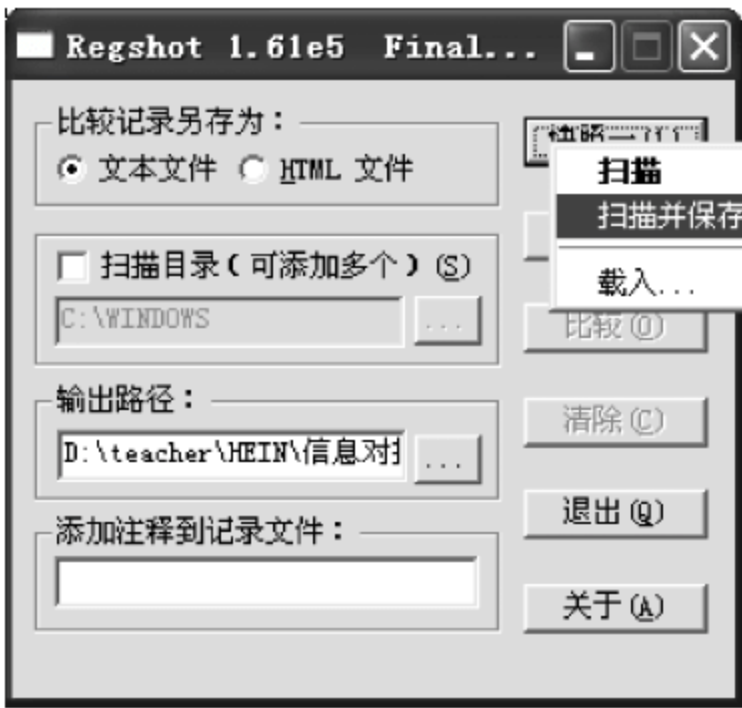 Regshot 1.61e5 Final...
比较记录另存为：
文本文件 HTML 文件
扫描
扫描并保存
载入...
扫描目录(可添加多个)(S)
C:\WINDOWS
...
比较(O)
输出路径：
D:\teacher\HEIN\信息对
...
清除(C)
退出(Q)
添加注释到记录文件：
关于(A)